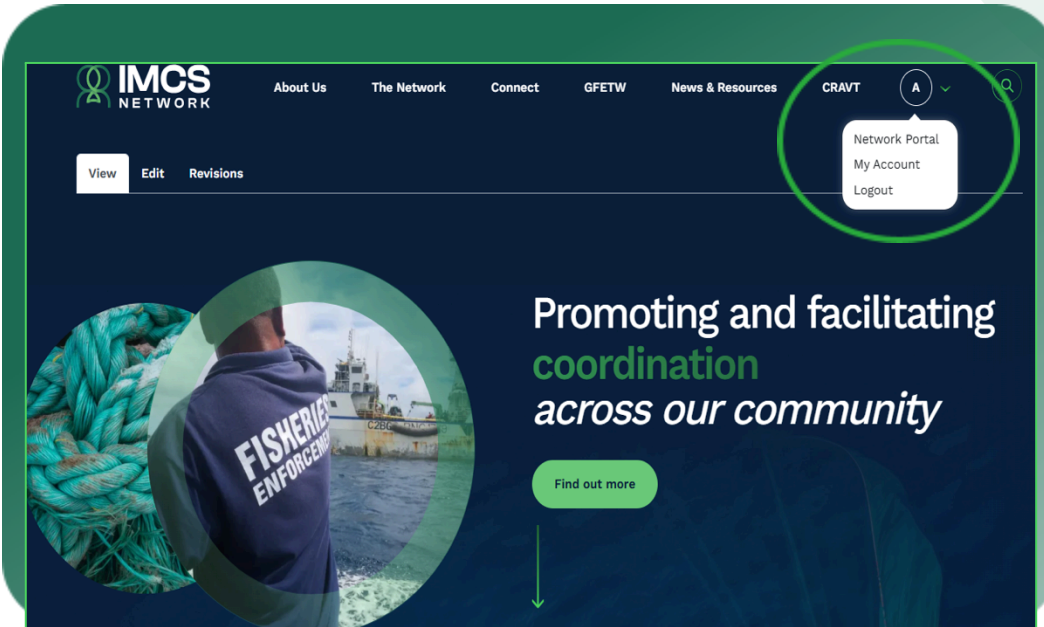 IMCS
NETWORK
About Us The Network Connect GFETW News & Resources CRAVT A
Network Portal
My Account
Logout
View Edit Revisions
Promoting and facilitating
coordination
across our community
Find out more
FISHERIES
ENFORCEMENT